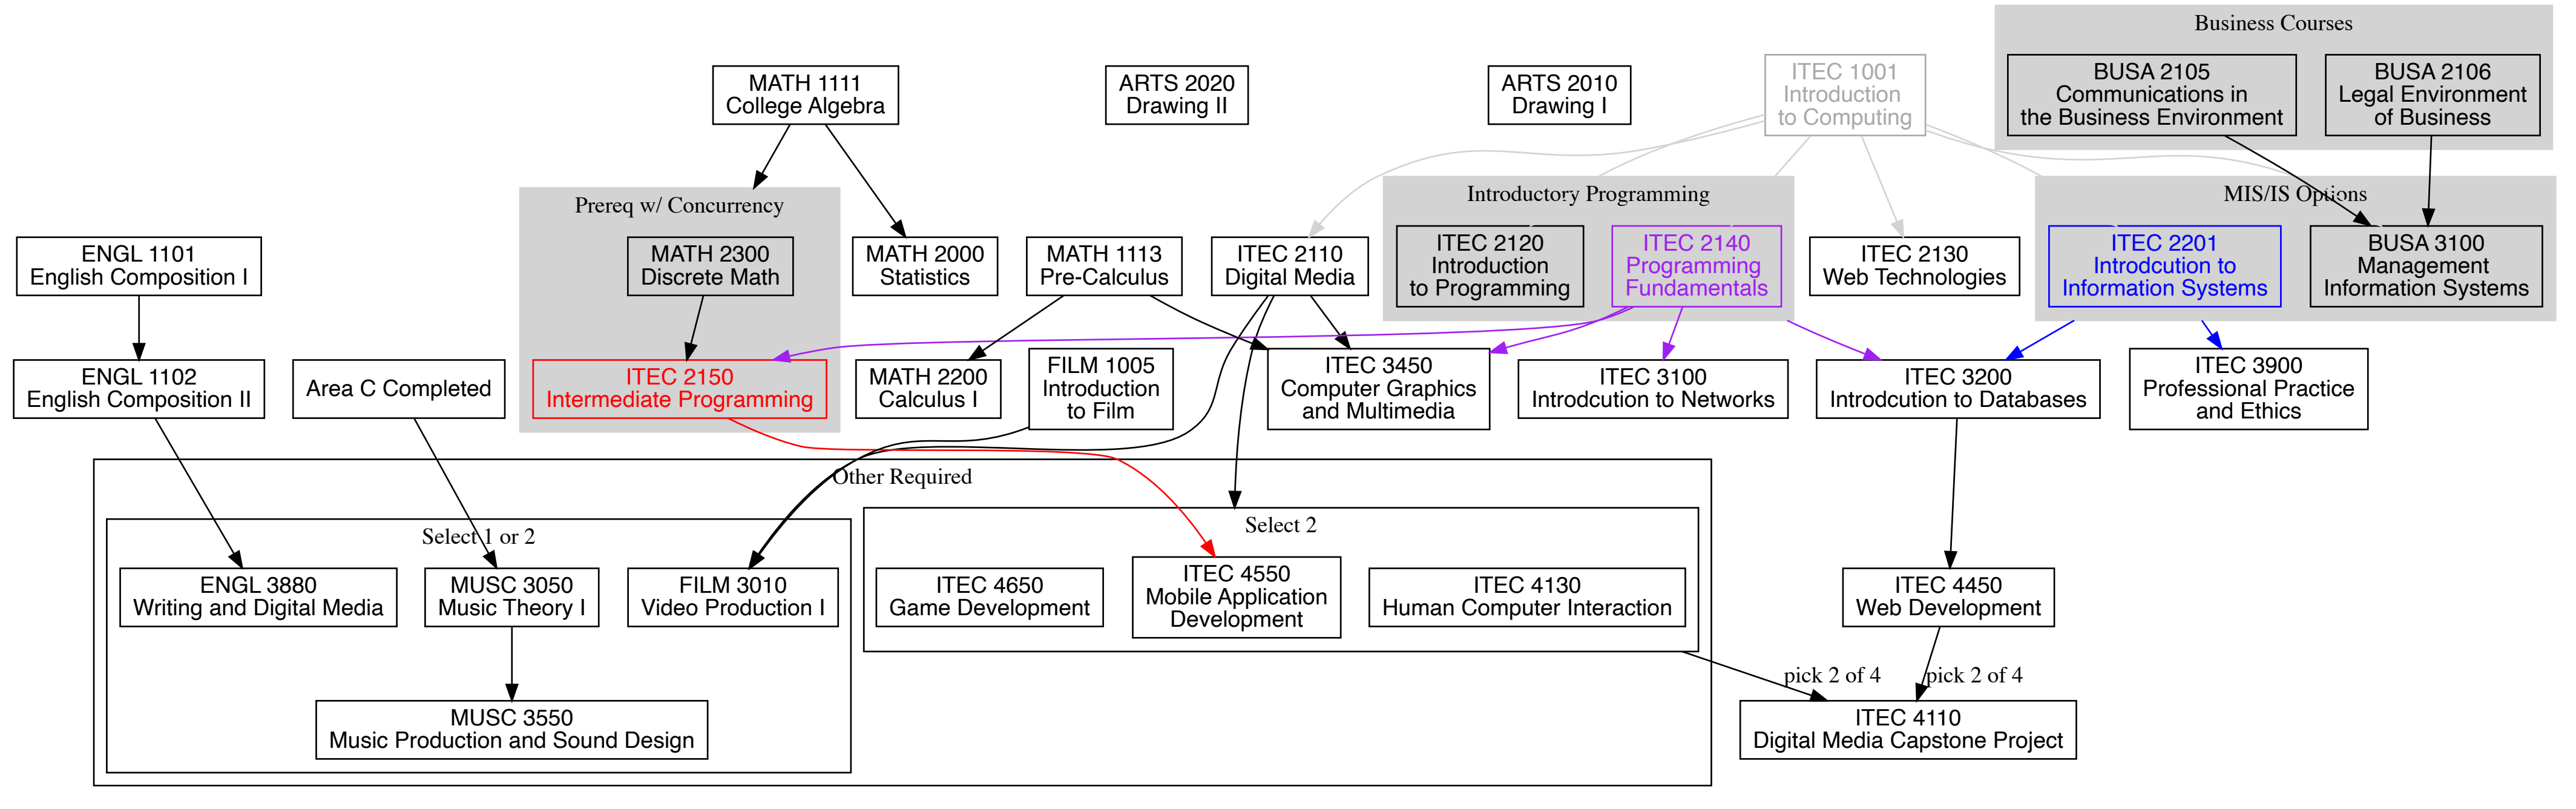 Business Courses
MATH 1111
College Algebra
ARTS 2020
Drawing II
ARTS 2010
Drawing I
ITEC 1001
Introduction
to Computing
BUSA 2105
Communications in
the Business Environment
BUSA 2106
Legal Environment
of Business
Prereq w/ Concurrency
Introductory Programming
MIS/IS Options
ENGL 1101
English Composition I
MATH 2300
Discrete Math
MATH 2000
Statistics
MATH 1113
Pre-Calculus
ITEC 2110
Digital Media
ITEC 2120
Introduction
to Programming
ITEC 2140
Programming
Fundamentals
ITEC 2130
Web Technologies
ITEC 2201
Introdcution to
Information Systems
BUSA 3100
Management
Information Systems
ENGL 1102
English Composition II
Area C Completed
ITEC 2150
Intermediate Programming
MATH 2200
Calculus I
FILM 1005
Introduction
to Film
ITEC 3450
Computer Graphics
and Multimedia
ITEC 3100
Introdcution to Networks
ITEC 3200
Introdcution to Databases
ITEC 3900
Professional Practice
and Ethics
Other Required
Select 1 or 2
Select 2
ENGL 3880
Writing and Digital Media
MUSC 3050
Music Theory I
FILM 3010
Video Production I
ITEC 4650
Game Development
ITEC 4550
Mobile Application
Development
ITEC 4130
Human Computer Interaction
ITEC 4450
Web Development
pick 2 of 4
pick 2 of 4
MUSC 3550
Music Production and Sound Design
ITEC 4110
Digital Media Capstone Project